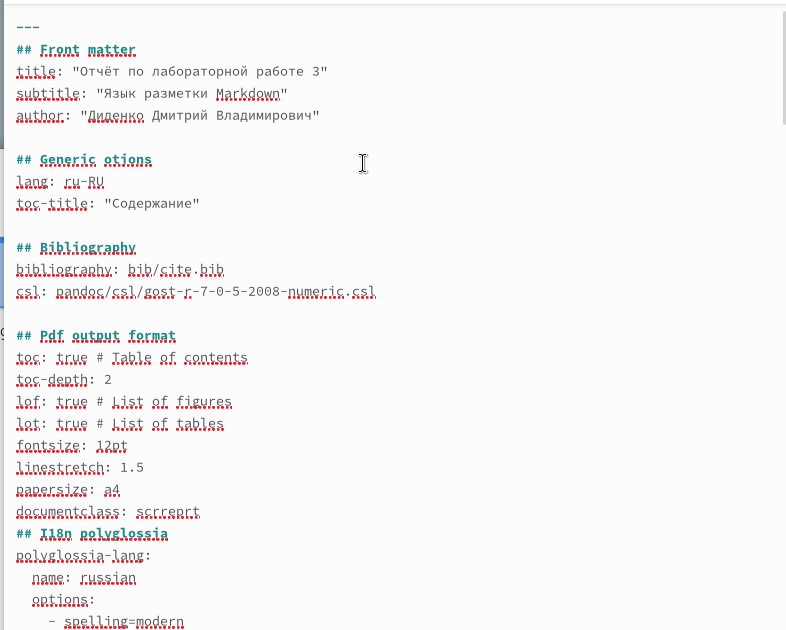 ---
## Front matter
title: "Отчёт по лабораторной работе 3"
subtitle: "Язык разметки Markdown"
author: "Диденко Дмитрий Владимирович"
## Generic otions
lang: ru-RU
toc-title: "Содержание"
## Bibliography
bibliography: bib/cite.bib
csl: pandoc/csl/gost-r-7-0-5-2008-numeric.csl
## Pdf output format
toc: true # Table of contents
toc-depth: 2
lof: true # List of figures
lot: true # List of tables
fontsize: 12pt
linestretch: 1.5
papersize: a4
documentclass: scrreprt
## I18n polyglossia
polyglossia-lang:
  name: russian
  options:
    - spelling=modern